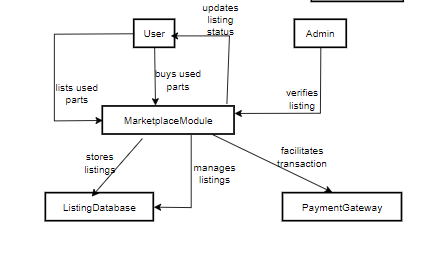 updates
listing
status
User
Admin
lists used
parts
buys used
parts
verifies
listing
MarketplaceModule
stores
listings
manages
listings
facilitates
transaction
ListingDatabase
PaymentGateway